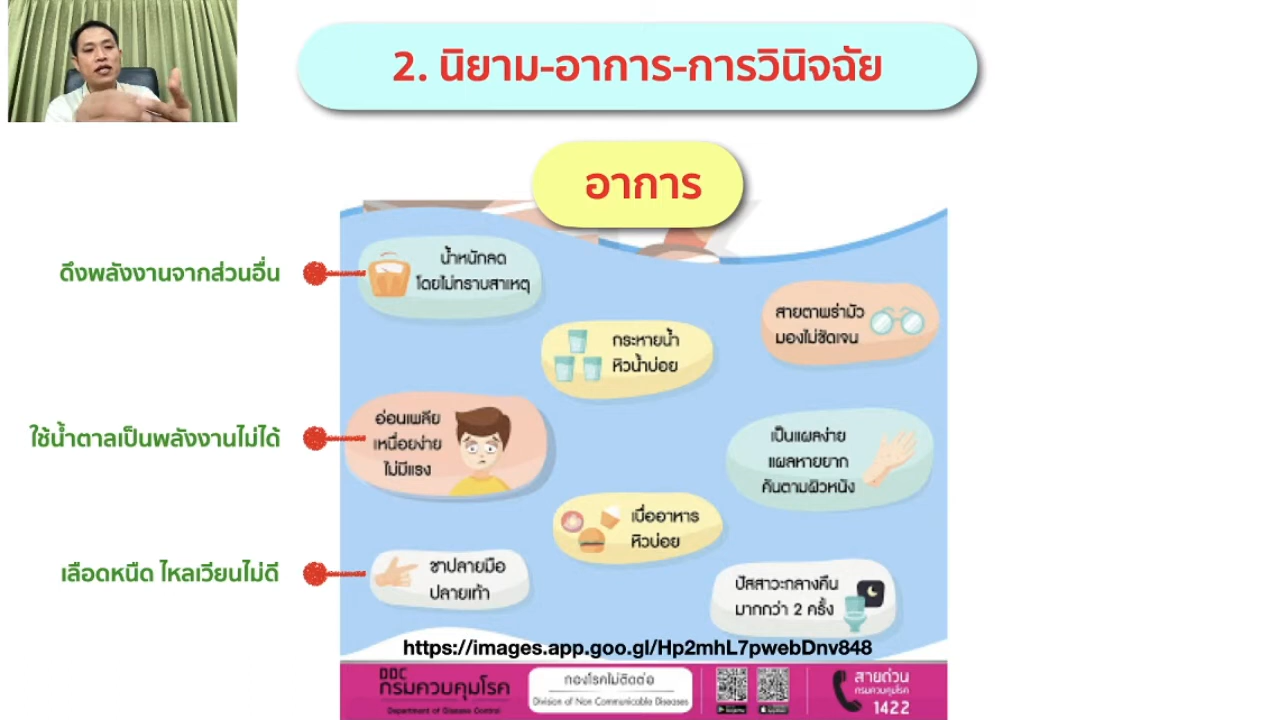 2. นิยาม-อาการ-การวินิจฉัย
อาการ
ดึงพลังงานจากส่วนอื่น
น้ำหนักลด
โดยไม่ทราบสาเหตุ
สายตาพร่ามัว
มองไม่ชัดเจน
กระหายน้ำ
หิวน้ำบ่อย
ใช้น้ำตาลเป็นพลังงานไม่ได้
อ่อนเพลีย
เหนื่อยง่าย
ไม่มีแรง
เป็นแผลง่าย
แผลหายยาก
คันตามผิวหนัง
เบื่ออาหาร
หิวบ่อย
เลือดหนืด ไหลเวียนไม่ดี
ชาปลายมือ
ปลายเท้า
ปัสสาวะกลางคืน
มากกว่า 2 ครั้ง
https://images.app.goo.gl/Hp2mhL7pwebDnv848
DDC
กรมควบคุมโรค
Department of Disease Control
กองโรคไม่ติดต่อ
Division of Non Communicable Diseases
สายด่วน
กรมควบคุมโรค
1422